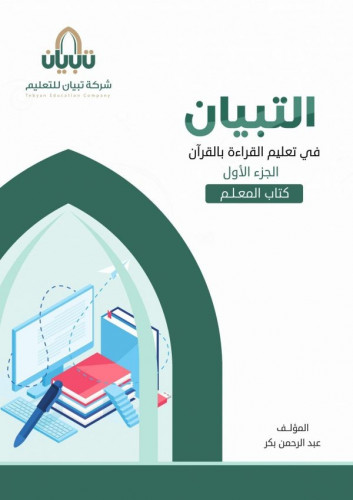 تبيان
شركة تبيان للتعليم
Tebyan Education Company
التبيان
في تعليم القراءة بالقرآن
الجزء الأول
كتاب المعلم
المؤلف
عبد الرحمن بكر